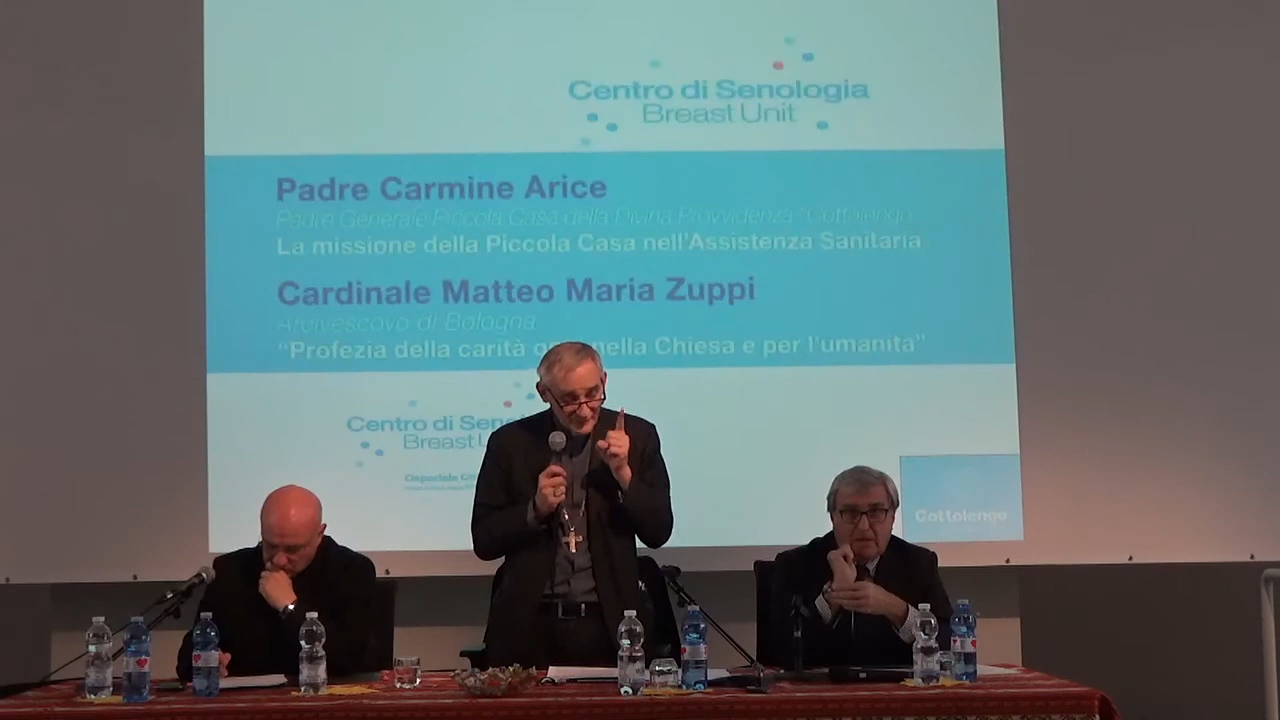 Centro di Senologia
Breast Unit
Padre Carmine Arice
Padre Generale Piccola Casa della Divina Provvidenza "Cottolengo
La missione della Piccola Casa nell'Assistenza Sanitaria
Cardinale Matteo Maria Zuppi
Arcivescovo di Bologna
"Profezia della carità nella Chiesa e per l'umanità"
Centro di
Breast
Ospedale
Cottolengo